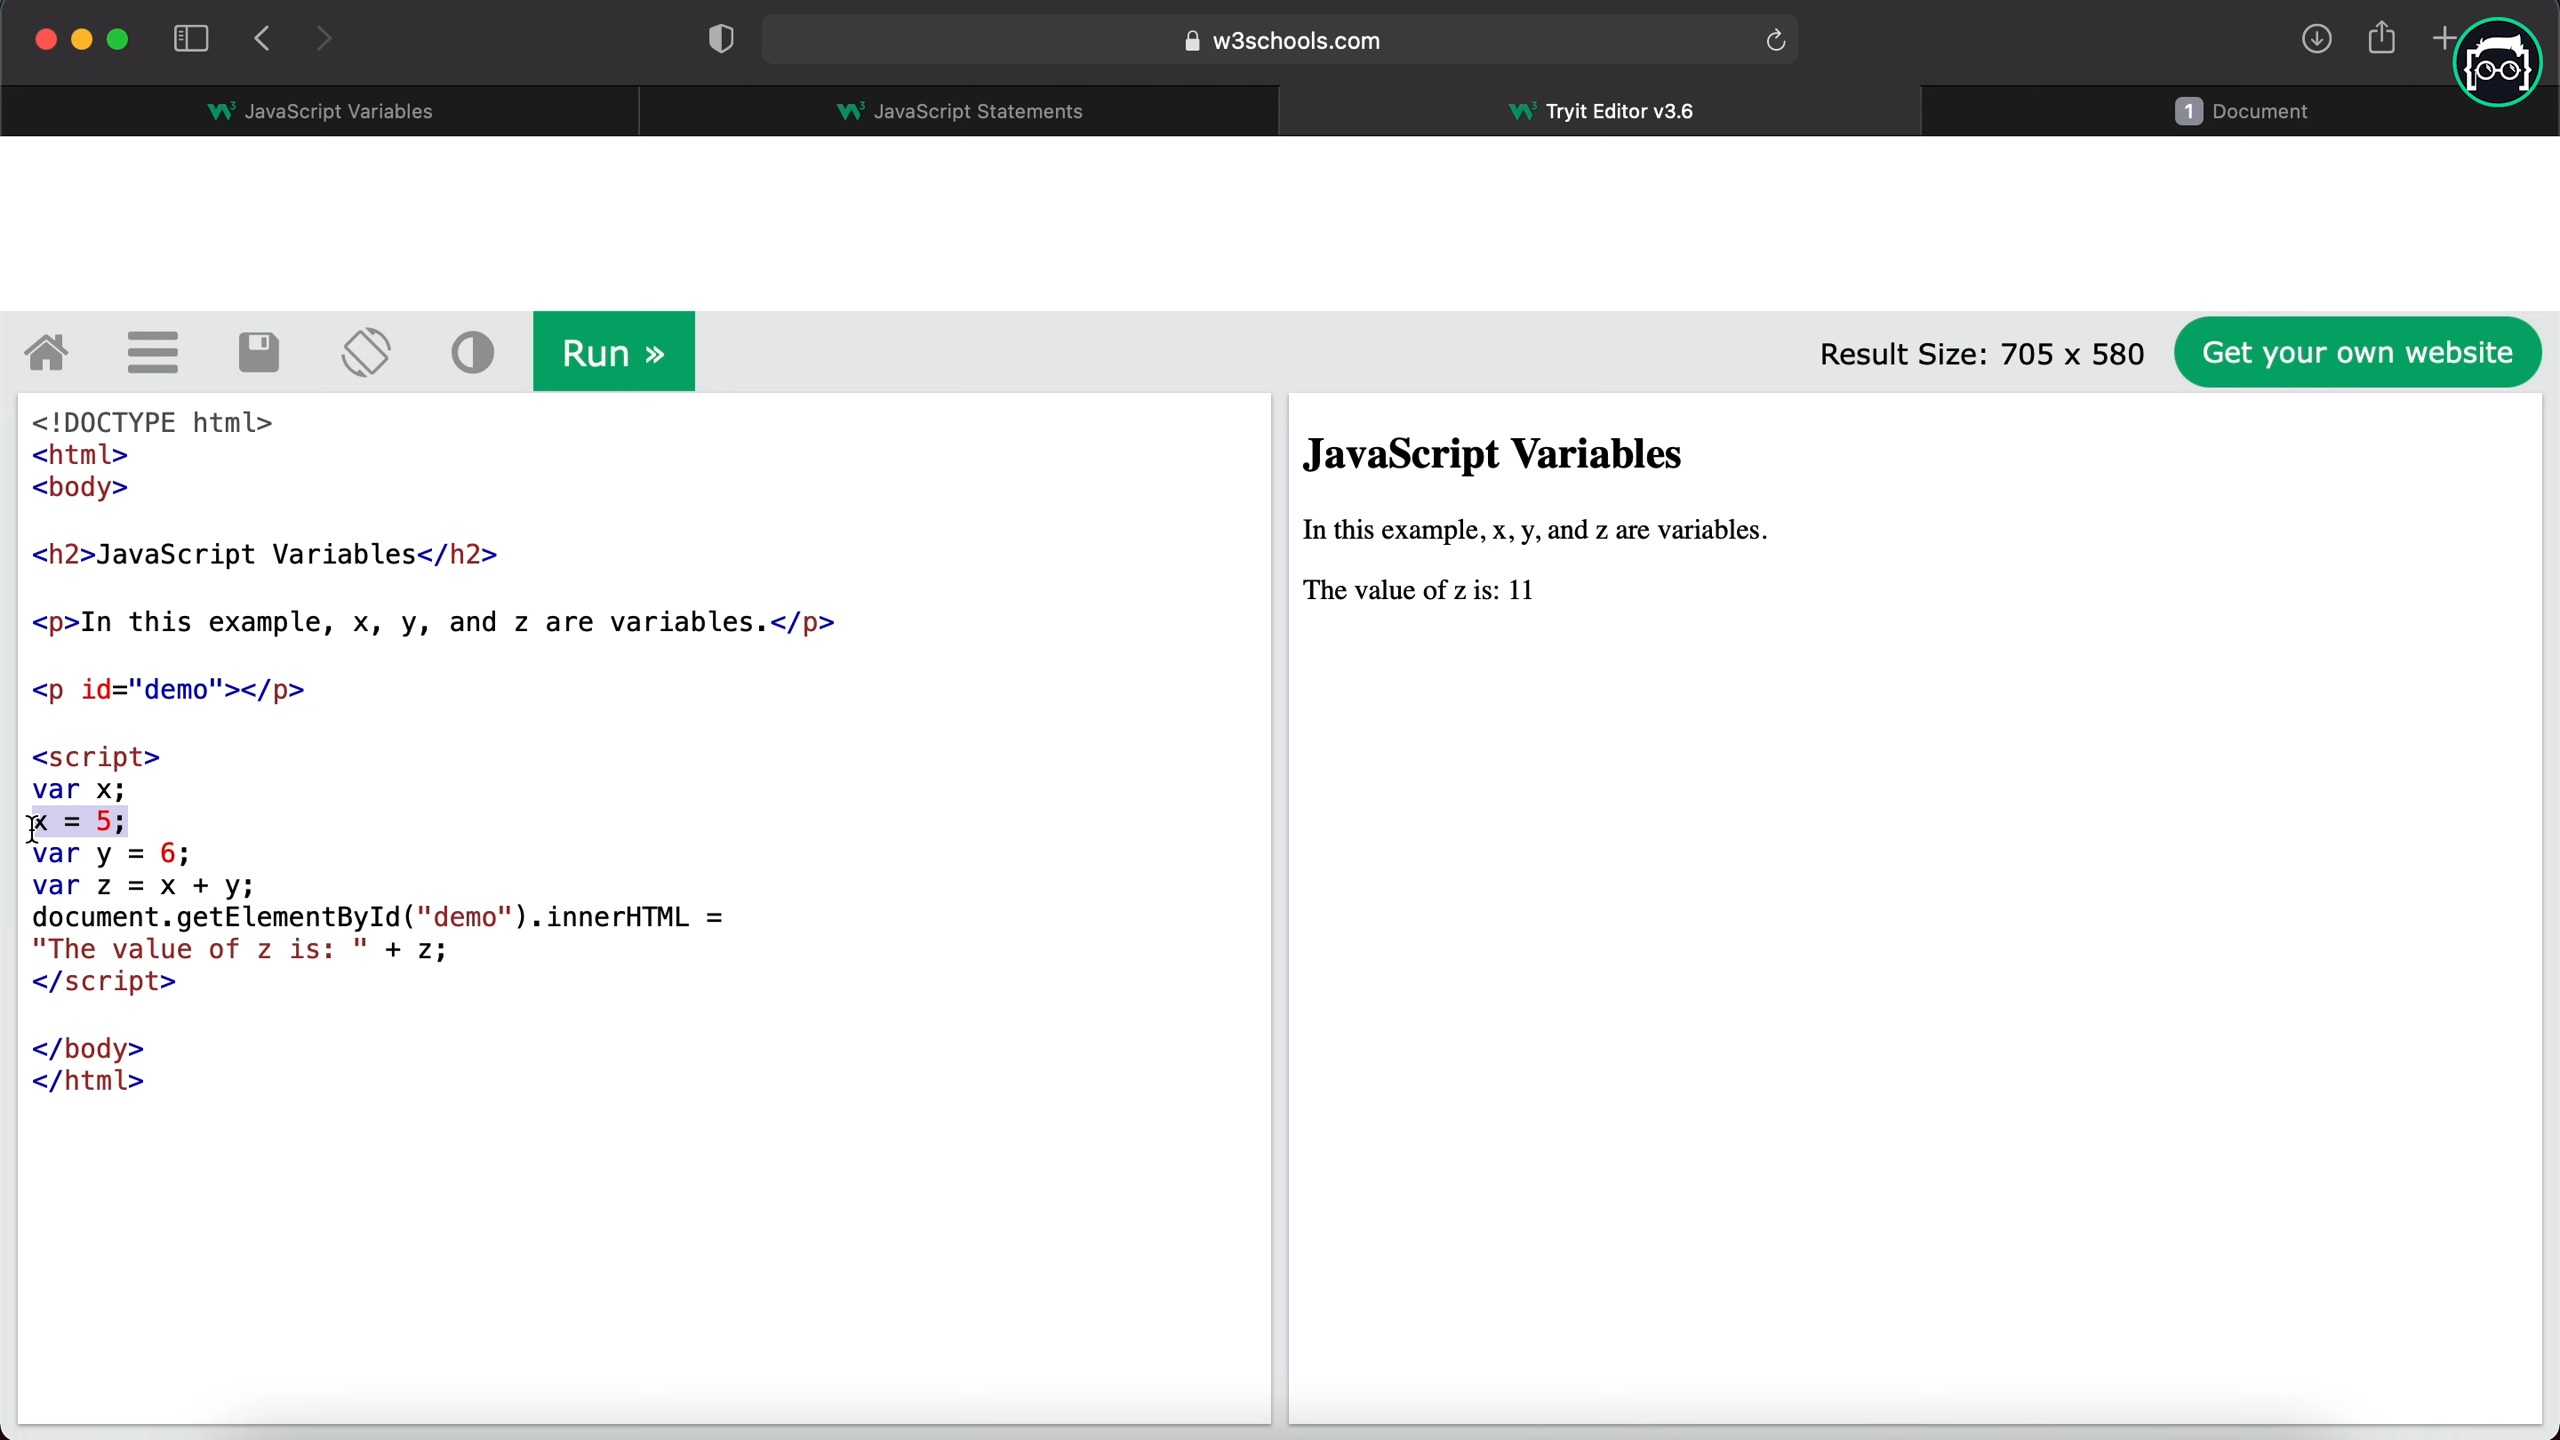 w3schools.com
JavaScript Variables
JavaScript Statements
Tryit Editor v3.6
1 Document
Run »
Result Size: 705 x 580
Get your own website
<!DOCTYPE html>
<html>
<body>
<h2>JavaScript Variables</h2>
<p>In this example, x, y, and z are variables.</p>
<p id="demo"></p>
<script>
var x;
x = 5;
var y = 6;
var z = x + y;
document.getElementById("demo").innerHTML =
"The value of z is: " + z;
</script>
</body>
</html>
JavaScript Variables
In this example, x, y, and z are variables.
The value of z is: 11